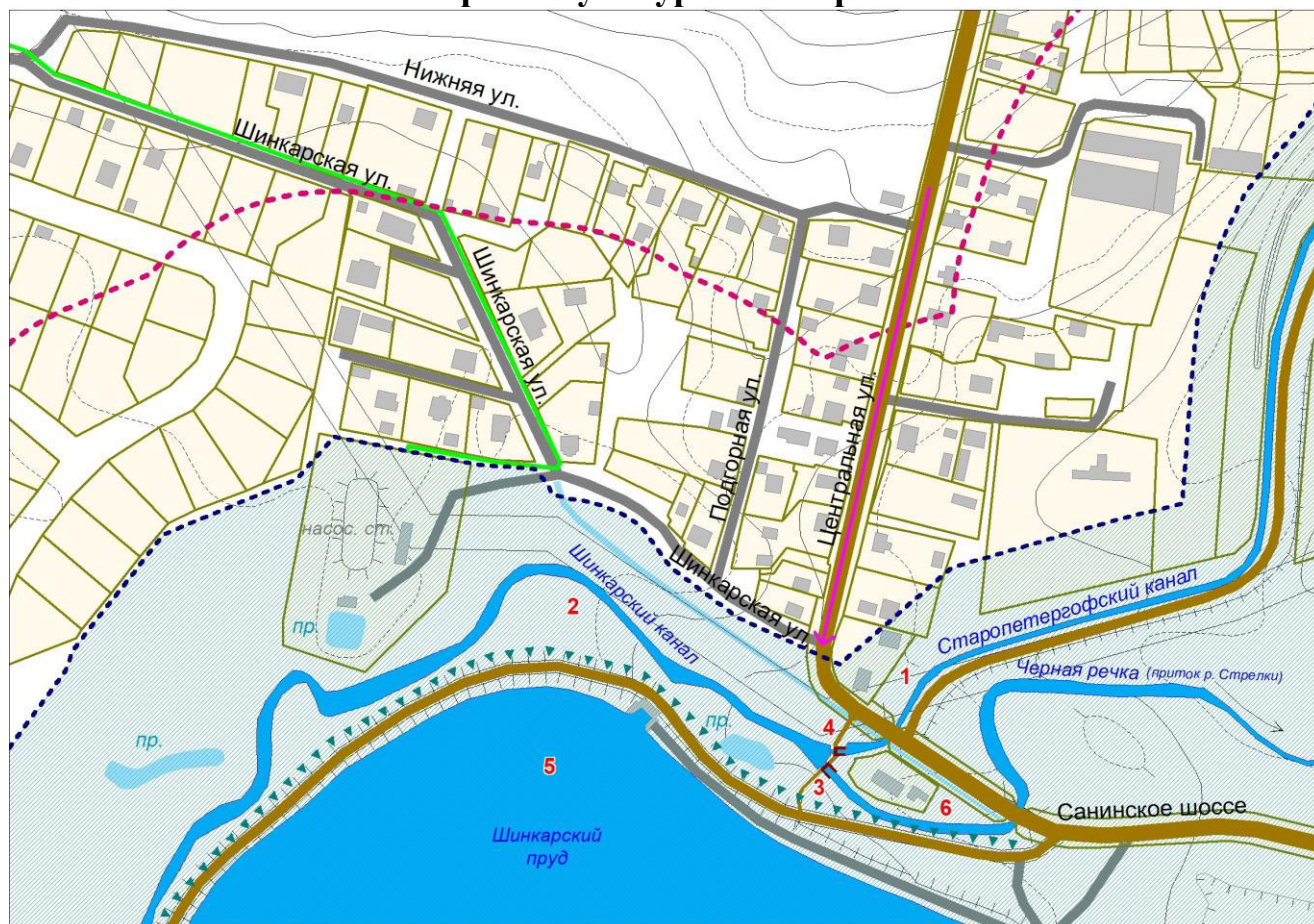 Нижняя ул.
Шинкарская ул.
Шинкарская ул.
Подгорная ул.
Центральная ул.
насос. ст.
Шинкарский канал
Шинкарская ул.
Старопетергофский канал
Черная речка (приток р. Стрелки)
2
1
пр.
4
пр.
пр.
5
3
6
Санинское шоссе
Шинкарский
пруд